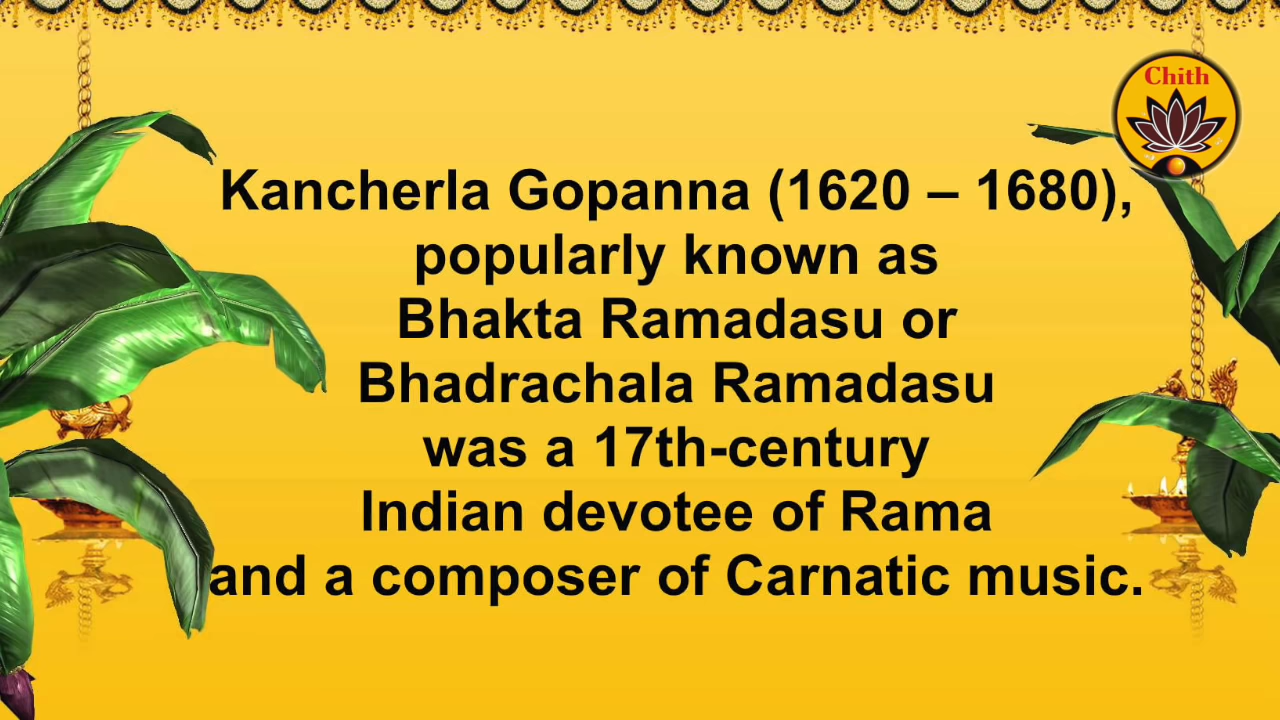 Chith
Kancherla Gopanna (1620 – 1680),
popularly known as
Bhakta Ramadasu or
Bhadrachala Ramadasu
was a 17th-century
Indian devotee of Rama
and a composer of Carnatic music.